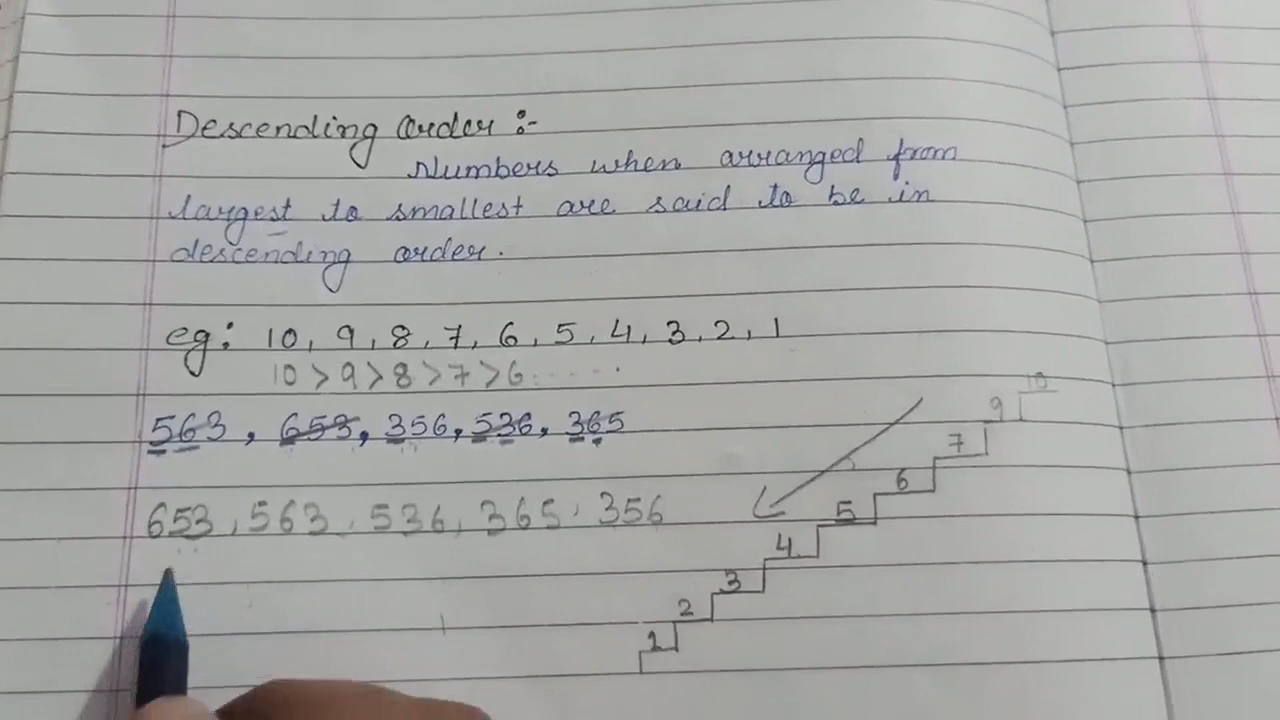 Descending Order :-
Numbers when arranged from
largest to smallest are said to be in
descending order.
eg: 10, 9, 8, 7, 6, 5, 4, 3, 2, 1
10 > 9 > 8 > 7 > 6 . . . . . .
563, 653, 356, 536, 365
653, 563, 536, 365, 356
10
9
7
6
5
4
3
2
1